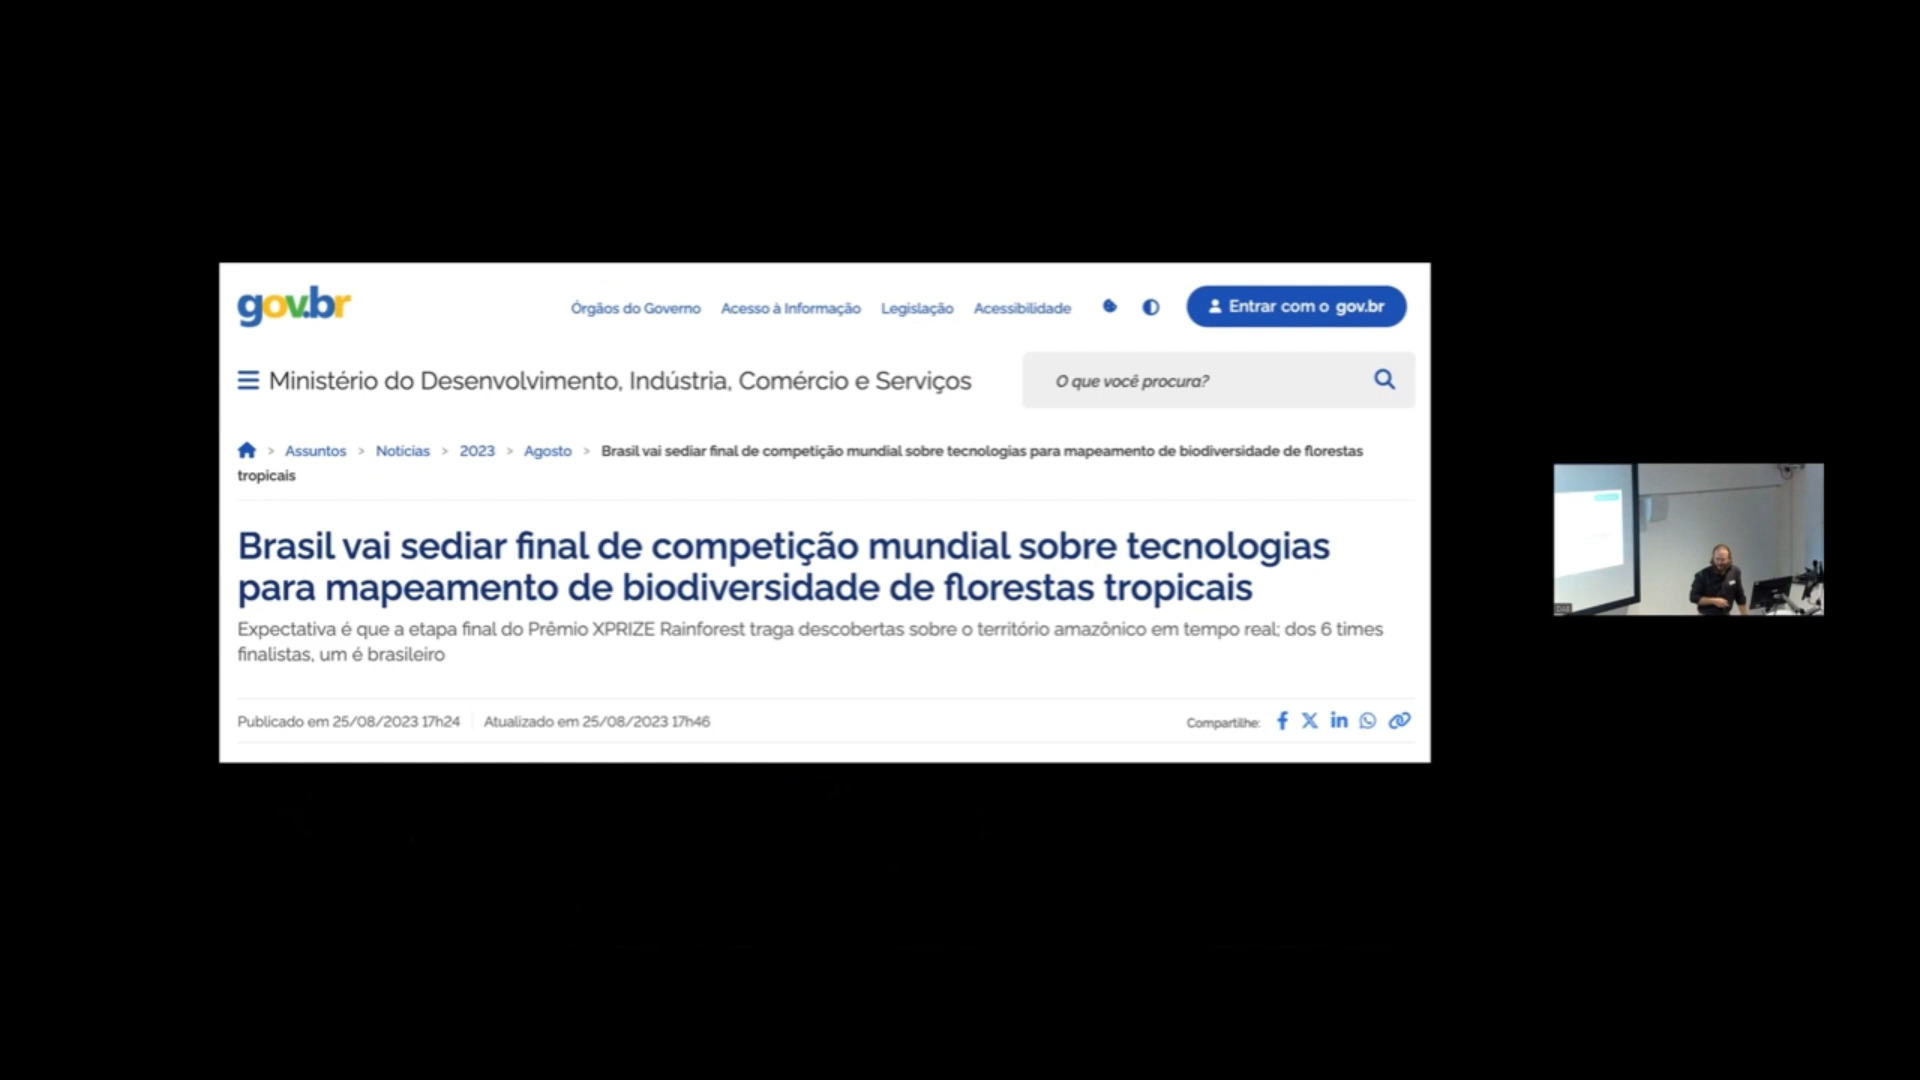 gov.br
Órgãos do Governo Acesso à Informação Legislação Acessibilidade Entrar com o gov.br
Ministério do Desenvolvimento, Indústria, Comércio e Serviços O que você procura?
> Assuntos > Notícias > 2023 > Agosto > Brasil vai sediar final de competição mundial sobre tecnologias para mapeamento de biodiversidade de florestas
tropicais
Brasil vai sediar final de competição mundial sobre tecnologias
para mapeamento de biodiversidade de florestas tropicais
Expectativa é que a etapa final do Prêmio XPRIZE Rainforest traga descobertas sobre o território amazônico em tempo real; dos 6 times
finalistas, um é brasileiro
Publicado em 25/08/2023 17h24 Atualizado em 25/08/2023 17h46 Compartilhe: